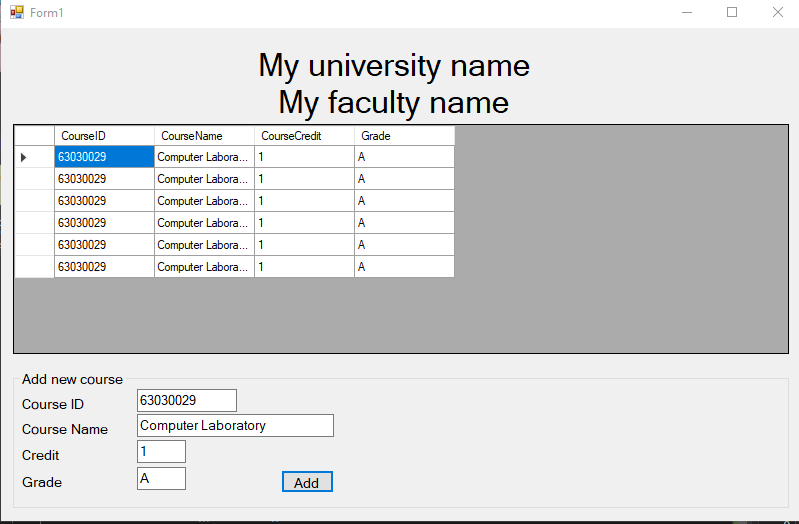 Form1
My university name
My faculty name
CourseID CourseName CourseCredit Grade
63030029 Computer Labora... 1 A
63030029 Computer Labora... 1 A
63030029 Computer Labora... 1 A
63030029 Computer Labora... 1 A
63030029 Computer Labora... 1 A
63030029 Computer Labora... 1 A
Add new course
Course ID 63030029
Course Name Computer Laboratory
Credit 1
Grade A Add